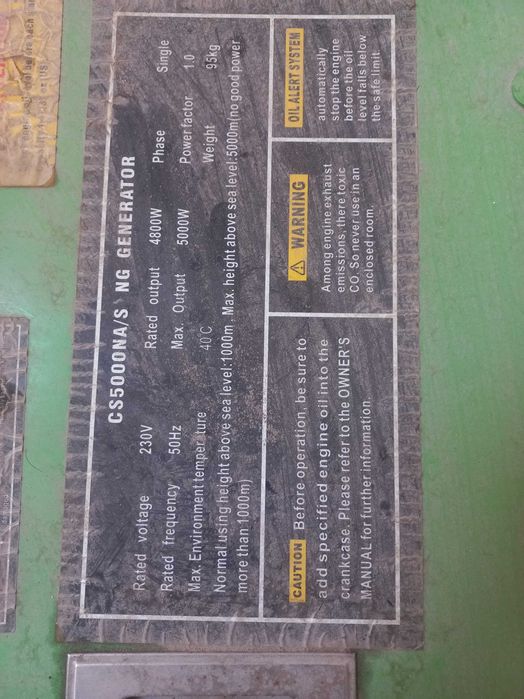 CS5000NA/S NG GENERATOR
Rated voltage 230V Rated output 4800W Phase Single
Rated frequency 50Hz Max. Output 5000W Power factor 1.0
Max. Environment temperature 40°C Weight 95kg
Normal using height above sea level:1000m Max. height above sea level:5000m(no good power
more than 1000m)
CAUTION Before operation, be sure to
add specified engine oil into the
crankcase. Please refer to the OWNER'S
MANUAL for further information
WARNING
Among engine exhaust
emissions, there toxic
CO, So never use in an
enclosed room.
OIL ALERT SYSTEM
automatically
stop the engine
before the oil
level falls below
the safe limit.